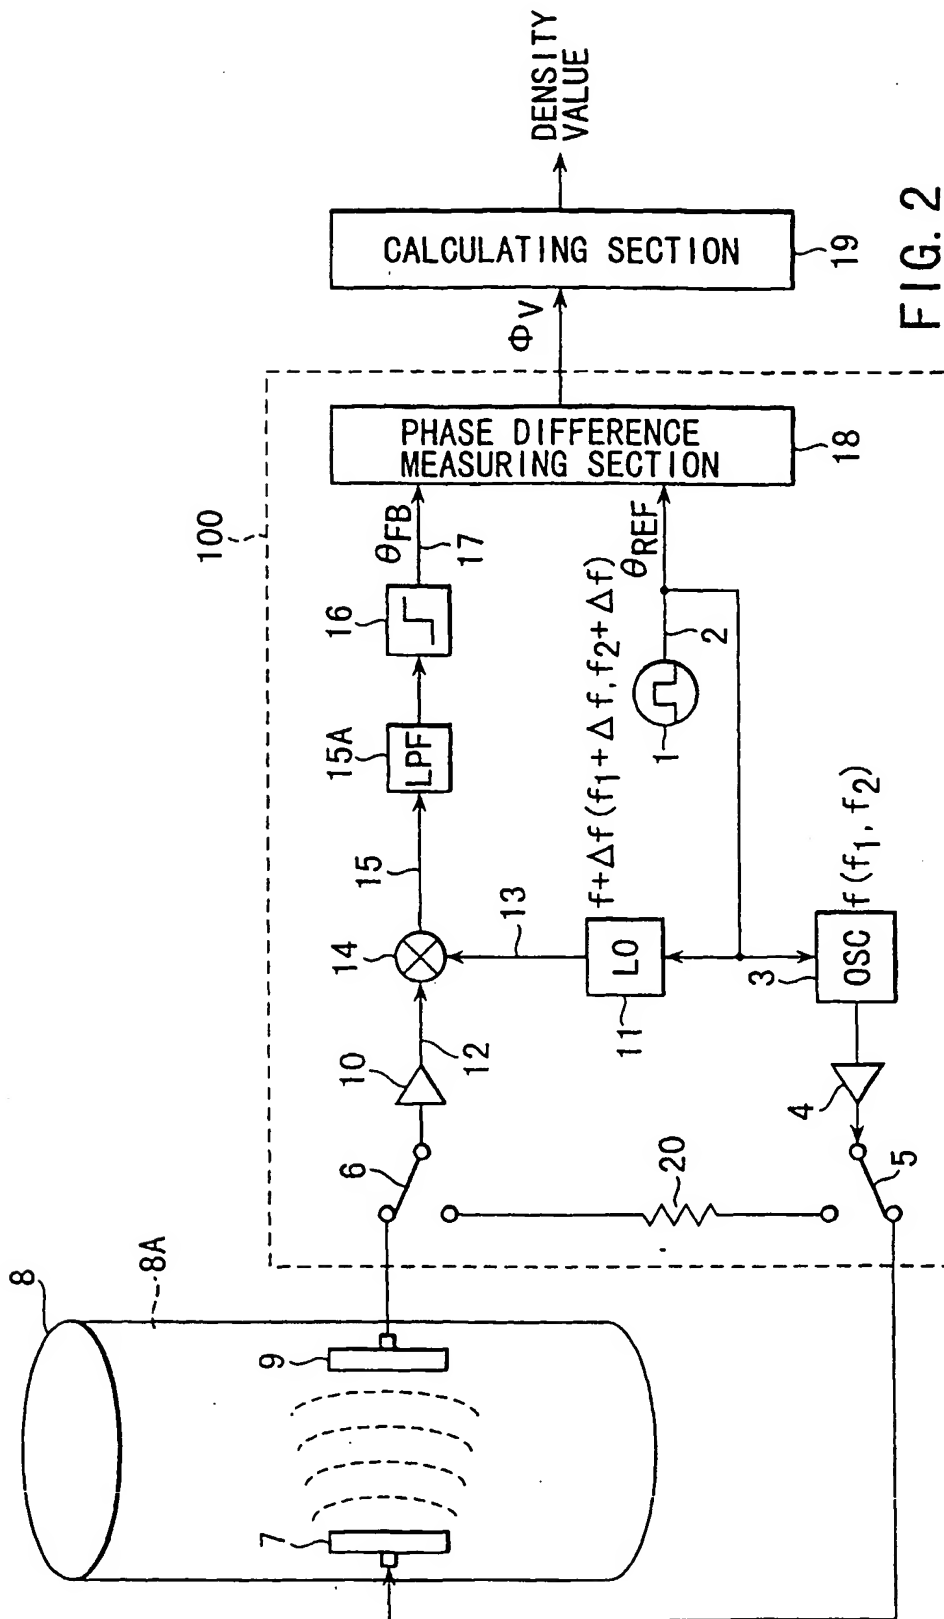 8
8A
7
9
100
6
10
12
14
15
15A
LPF
16
θFB
17
PHASE DIFFERENCE
MEASURING SECTION
18
ΦV
CALCULATING SECTION
19
DENSITY
VALUE
13
LO
11
f+Δf(f1+Δf, f2+Δf)
1
2
θREF
20
5
4
3
OSC
f(f1, f2)
FIG. 2